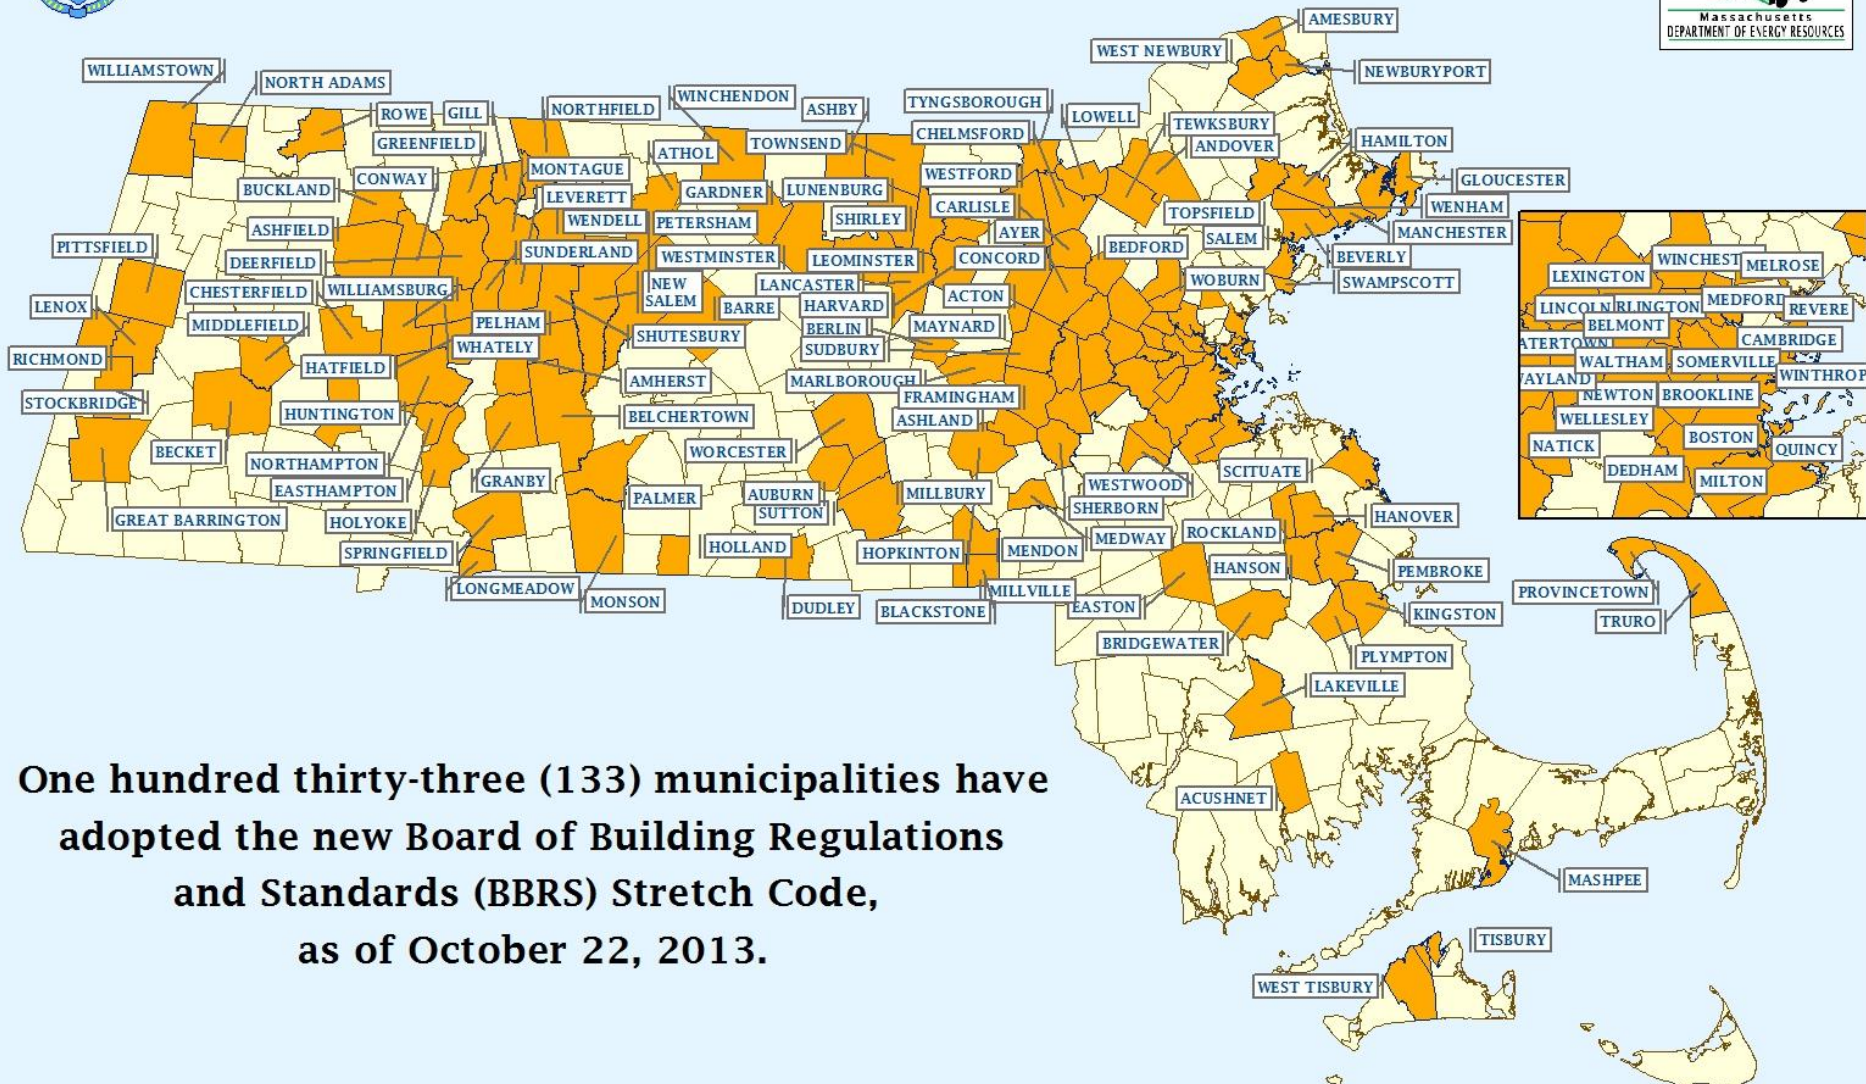 Massachusetts
DEPARTMENT OF ENERGY RESOURCES
AMESBURY
WEST NEWBURY
NEWBURYPORT
WILLIAMSTOWN
NORTH ADAMS
ROWE
GILL
NORTHFIELD
WINCHENDON
ASHBY
TYNGSBOROUGH
LOWELL
TEWKSBURY
ANDOVER
HAMILTON
GREENFIELD
ATHOL
TOWNSEND
CHELMSFORD
MONTAGUE
BUCKLAND
CONWAY
LEVERETT
GARDNER
LUNENBURG
WESTFORD
GLOUCESTER
WENHAM
ASHFIELD
WENDELL
PETERSHAM
SHIRLEY
CARLISLE
TOPSFIELD
MANCHESTER
AYER
SALEM
BEDFORD
PITTSFIELD
DEERFIELD
SUNDERLAND
WESTMINSTER
LEOMINSTER
CONCORD
BEVERLY
WOBURN
SWAMPSCOTT
CHESTERFIELD
WILLIAMSBURG
NEW
SALEM
LANCASTER
HARVARD
ACTON
LENOX
MIDDLEFIELD
PELHAM
BARRE
BERLIN
MAYNARD
SHUTESBURY
SUDBURY
WHATELY
RICHMOND
HATFIELD
AMHERST
MARLBOROUGH
FRAMINGHAM
STOCKBRIDGE
HUNTINGTON
BELCHERTOWN
ASHLAND
BECKET
NORTHAMPTON
WORCESTER
EASTHAMPTON
GRANBY
PALMER
AUBURN
SUTTON
MILLBURY
WESTWOOD
SCITUATE
SHERBORN
GREAT BARRINGTON
HOLYOKE
HANOVER
ROCKLAND
MEDWAY
SPRINGFIELD
HOLLAND
HOPKINTON
MENDON
HANSON
PEMBROKE
LONGMEADOW
MONSON
DUDLEY
BLACKSTONE
MILLVILLE
EASTON
KINGSTON
BRIDGEWATER
PLYMPTON
LAKEVILLE
ACUSHNET
MASHPEE
TISBURY
WEST TISBURY
PROVINCETOWN
TRURO
WINCHEST
MELROSE
LEXINGTON
LINCOLN
RLINGTON
MEDFORD
REVERE
BELMONT
ATERTOWN
CAMBRIDGE
WALTHAM
SOMERVILLE
WINTHROP
AYLAND
NEWTON
BROOKLINE
WELLESLEY
NATICK
BOSTON
QUINCY
DEDHAM
MILTON
One hundred thirty-three (133) municipalities have
adopted the new Board of Building Regulations
and Standards (BBRS) Stretch Code,
as of October 22, 2013.